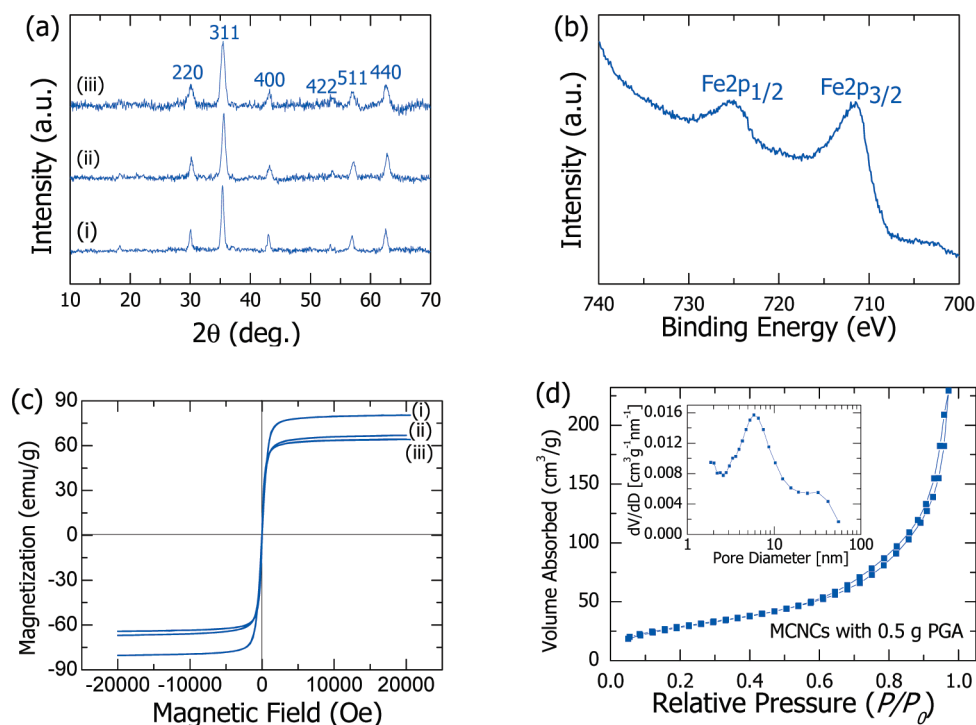 (a)
311
220
400
422
511
440
(iii)
(ii)
(i)
Intensity (a.u.)
10 20 30 40 50 60 70
2θ (deg.)
(b)
Fe2p1/2
Fe2p3/2
Intensity (a.u.)
740 730 720 710 700
Binding Energy (eV)
(c)
90
60
30
0
-30
-60
-90
(i)
(ii)
(iii)
Magnetization (emu/g)
-20000 -10000 0 10000 20000
Magnetic Field (Oe)
(d)
200
150
100
50
0
Volume Absorbed (cm³/g)
0.016
0.012
0.008
0.004
0.000
dV/dD [cm³g⁻¹nm⁻¹]
1 10 100
Pore Diameter [nm]
MCNCs with 0.5 g PGA
0.0 0.2 0.4 0.6 0.8 1.0
Relative Pressure (P/P0)